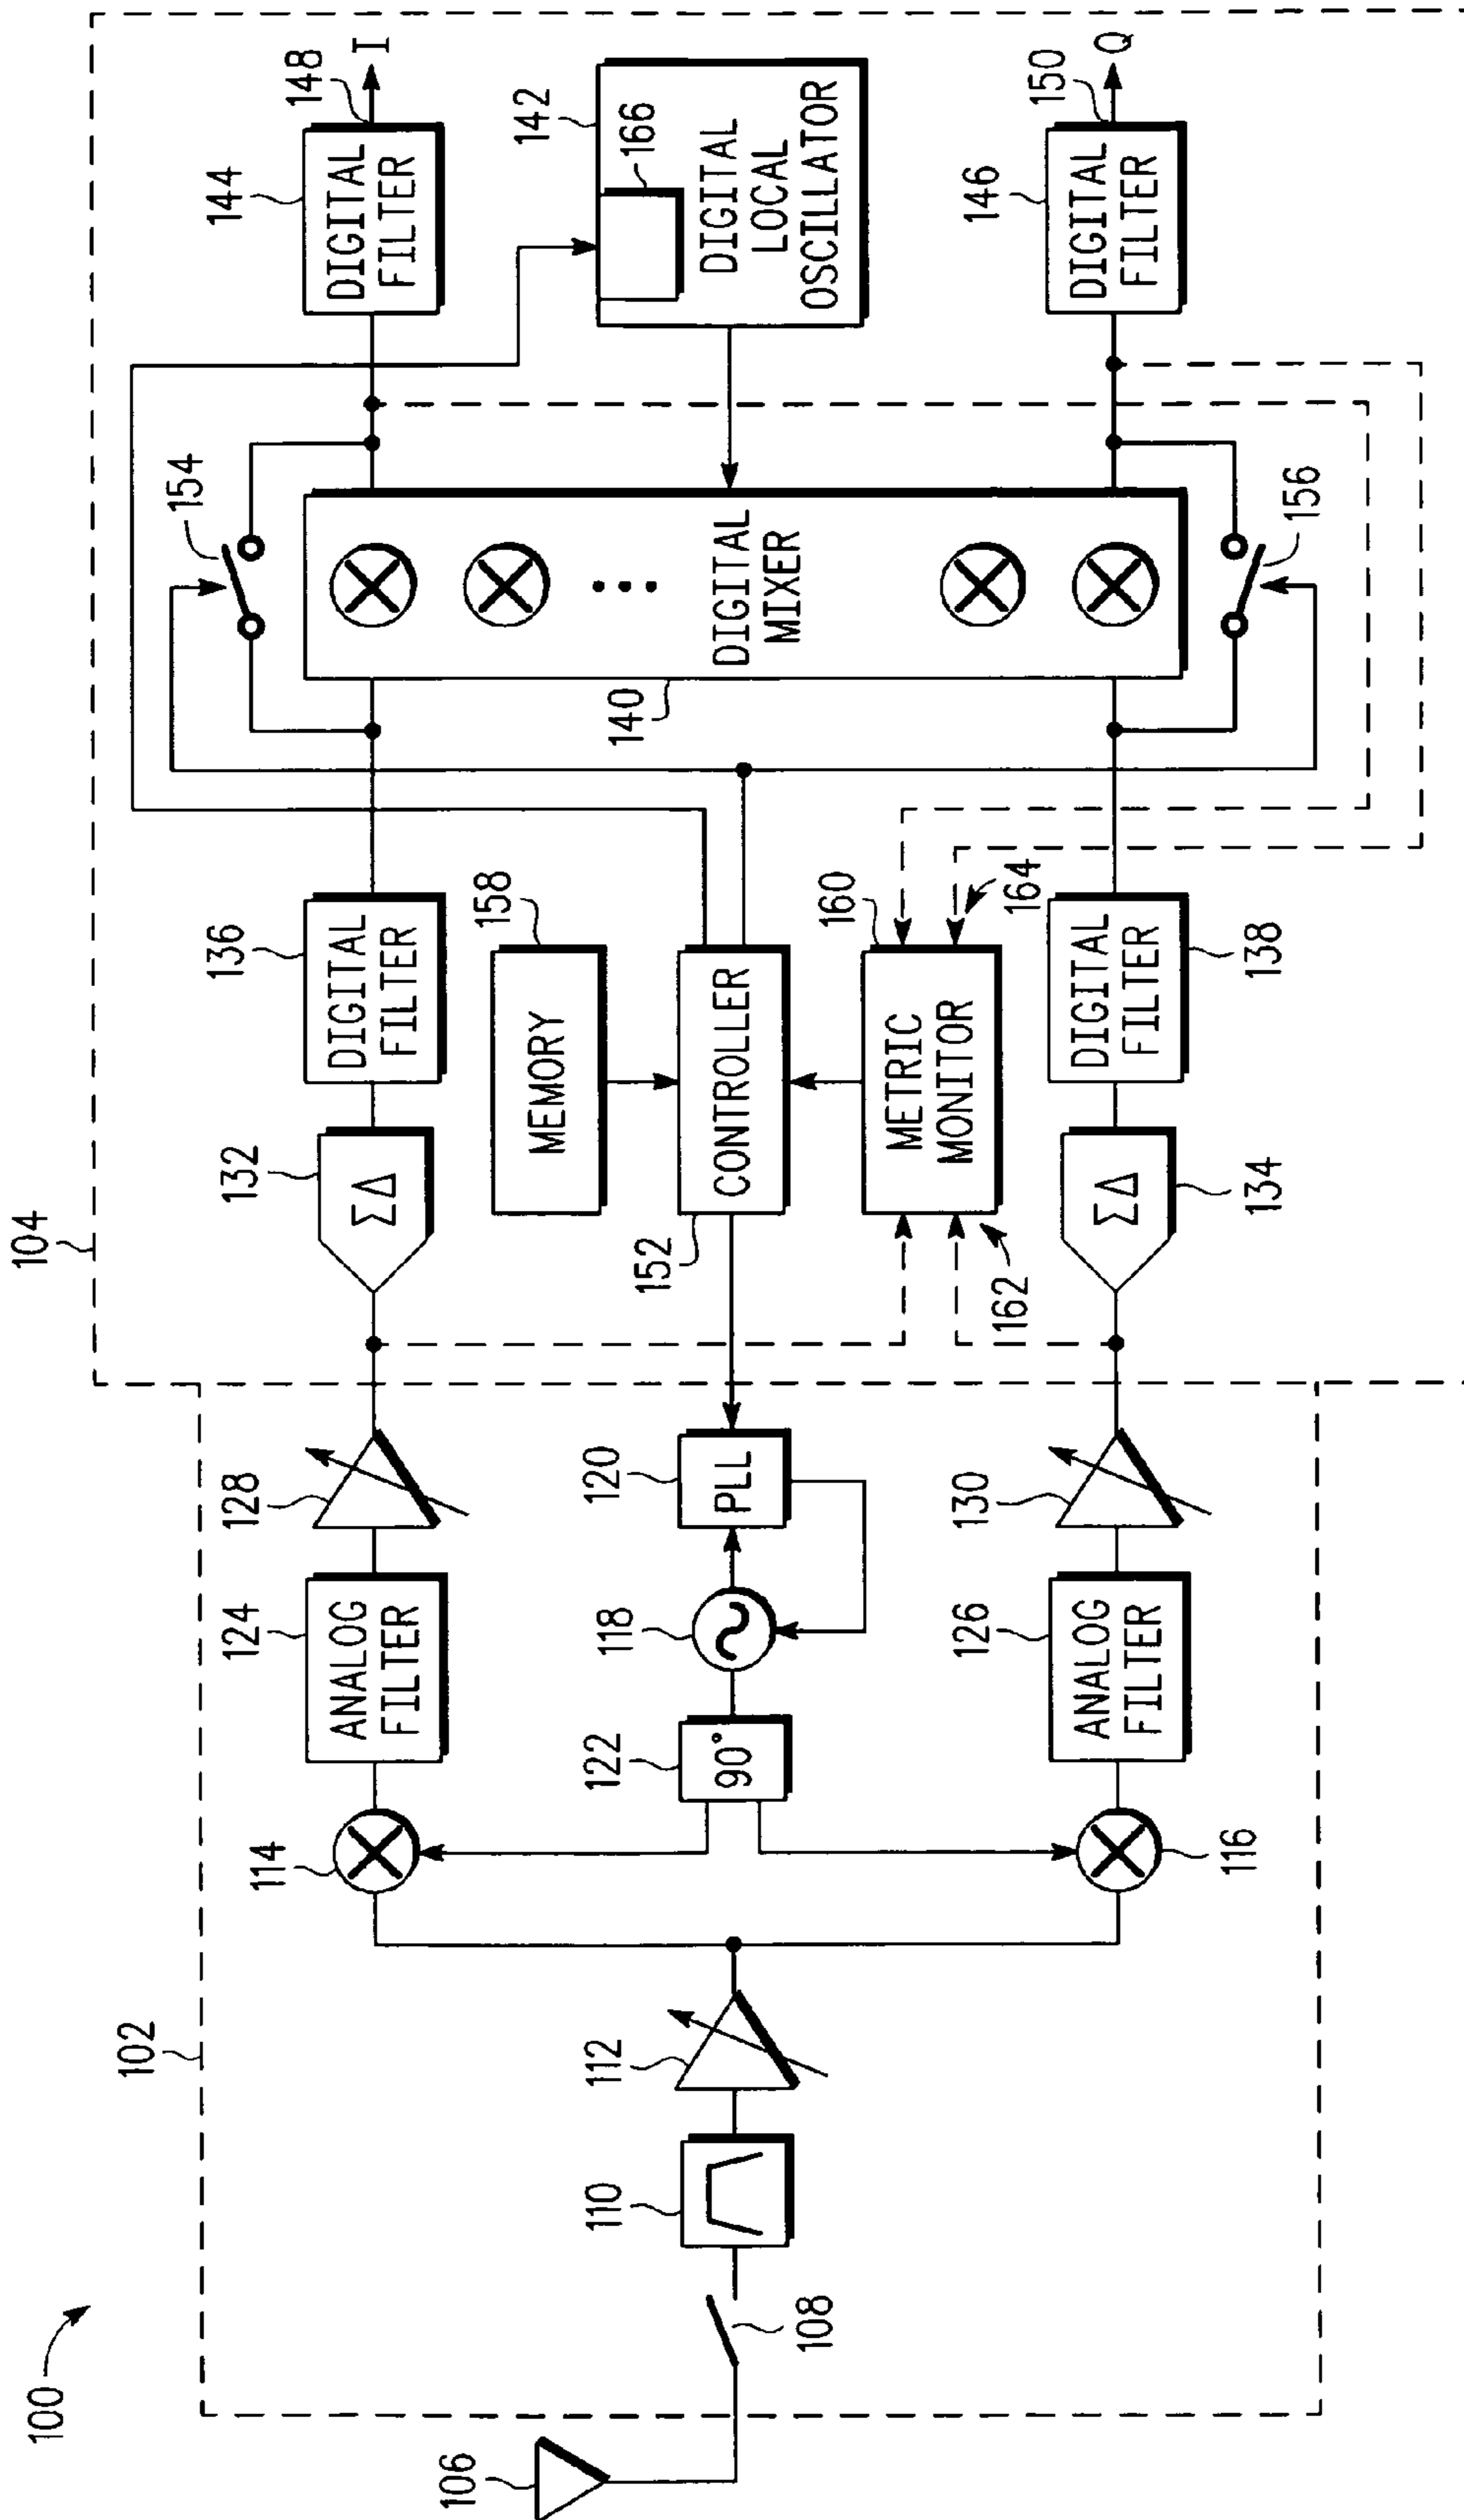 100
102
104
106
108
110
112
114
116
118
120
PLL
122
90°
124
ANALOG
FILTER
126
ANALOG
FILTER
128
130
132
ΣΔ
134
ΣΔ
136
DIGITAL
FILTER
138
DIGITAL
FILTER
158
MEMORY
152
CONTROLLER
160
METRIC
MONITOR
162
164
140
DIGITAL
MIXER
154
156
142
166
DIGITAL
LOCAL
OSCILLATOR
144
DIGITAL
FILTER
148
I
146
DIGITAL
FILTER
150
Q